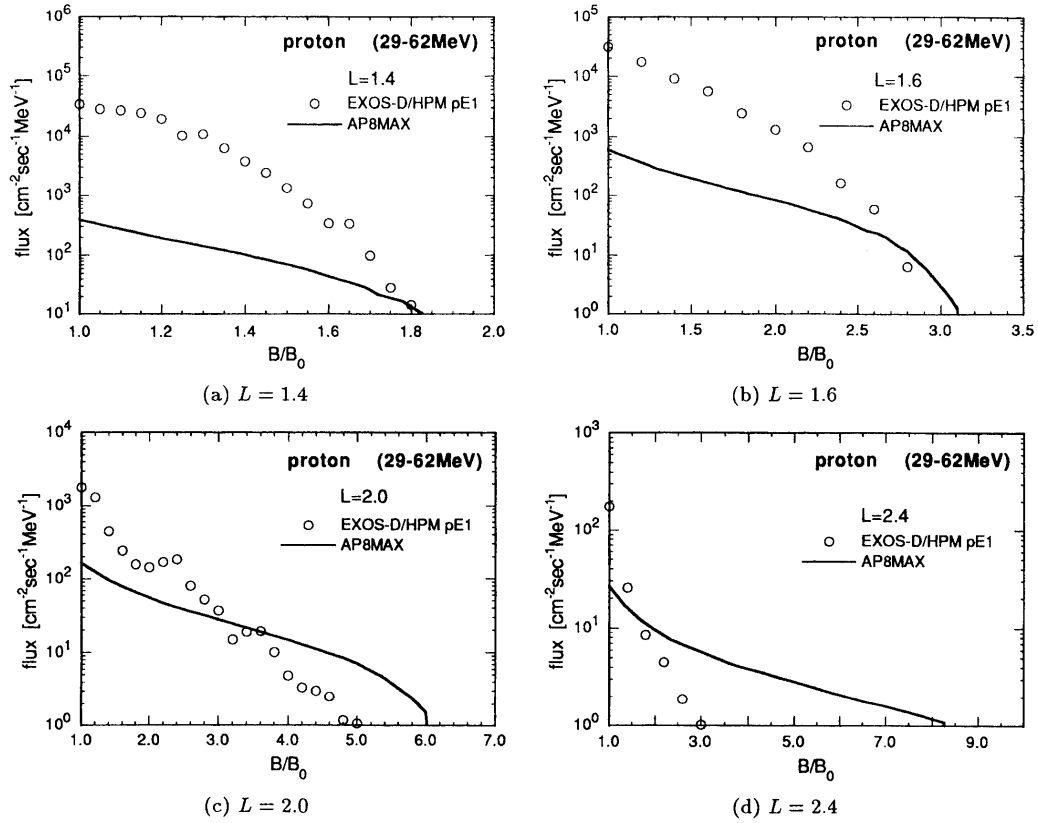 proton (29-62MeV)
L=1.4
EXOS-D/HPM pE1
AP8MAX
flux [cm⁻²sec⁻¹MeV⁻¹]
10⁶
10⁵
10⁴
10³
10²
10¹
1.0 1.2 1.4 1.6 1.8 2.0
B/B₀
(a) L = 1.4
proton (29-62MeV)
L=1.6
EXOS-D/HPM pE1
AP8MAX
flux [cm⁻²sec⁻¹MeV⁻¹]
10⁵
10⁴
10³
10²
10¹
10⁰
1.0 1.5 2.0 2.5 3.0 3.5
B/B₀
(b) L = 1.6
proton (29-62MeV)
L=2.0
EXOS-D/HPM pE1
AP8MAX
flux [cm⁻²sec⁻¹MeV⁻¹]
10⁴
10³
10²
10¹
10⁰
1.0 2.0 3.0 4.0 5.0 6.0 7.0
B/B₀
(c) L = 2.0
proton (29-62MeV)
L=2.4
EXOS-D/HPM pE1
AP8MAX
flux [cm⁻²sec⁻¹MeV⁻¹]
10³
10²
10¹
10⁰
1.0 3.0 5.0 7.0 9.0
B/B₀
(d) L = 2.4